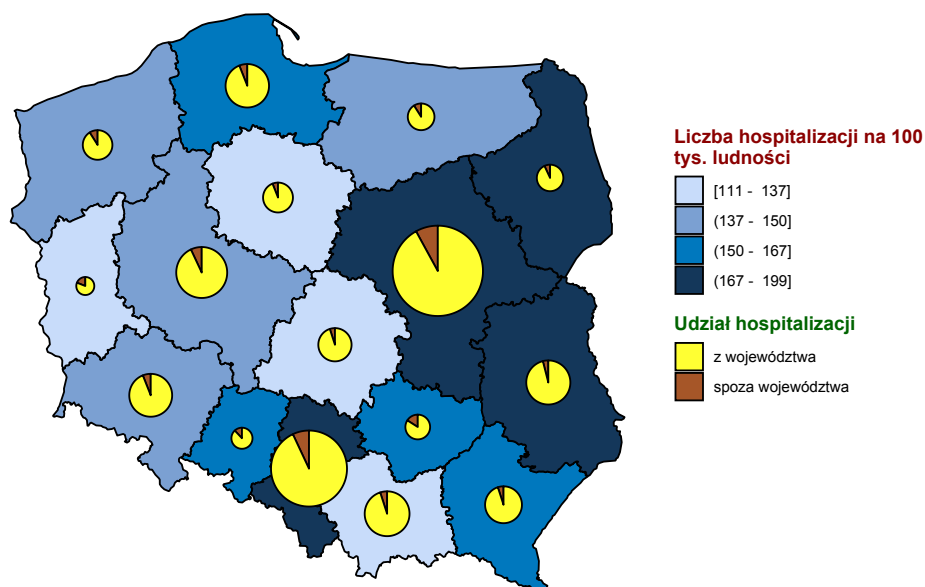 Liczba hospitalizacji na 100
tys. ludności
[111 - 137]
(137 - 150]
(150 - 167]
(167 - 199]
Udział hospitalizacji
z województwa
spoza województwa